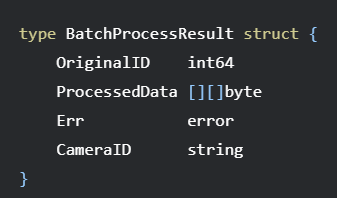 type BatchProcessResult struct {
    OriginalID    int64
    ProcessedData [][]byte
    Err           error
    CameraID      string
}